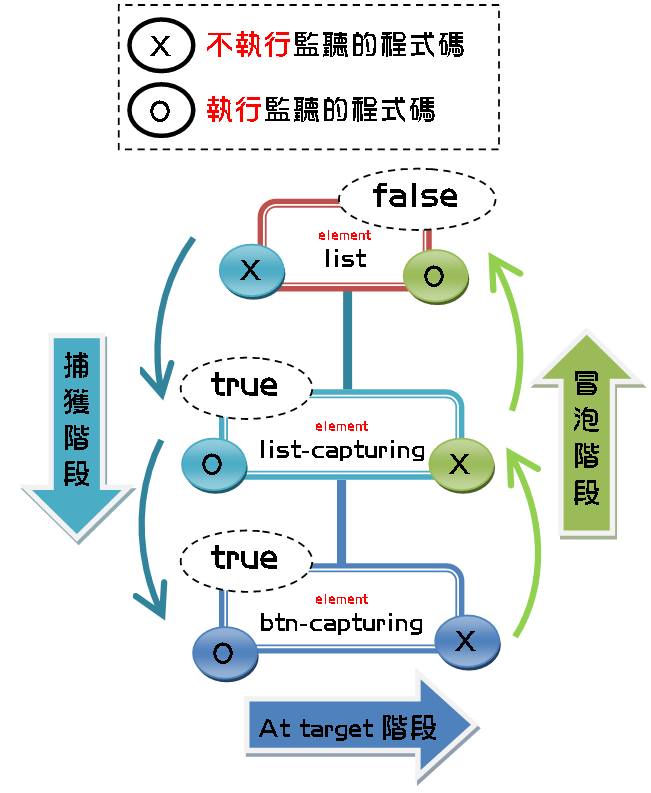 X 不執行監聽的程式碼
O 執行監聽的程式碼
false
element
list
X
O
捕獲階段
true
element
list-capturing
O
X
冒泡階段
true
element
btn-capturing
O
X
At target 階段